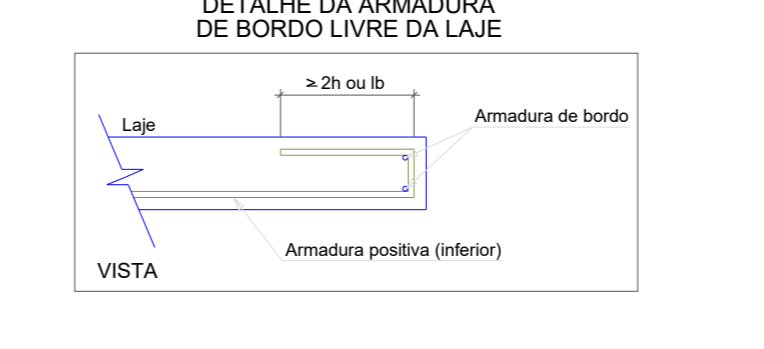 DETALHE DA ARMADURA
DE BORDO LIVRE DA LAJE
≥ 2h ou lb
Armadura de bordo
Laje
Armadura positiva (inferior)
VISTA